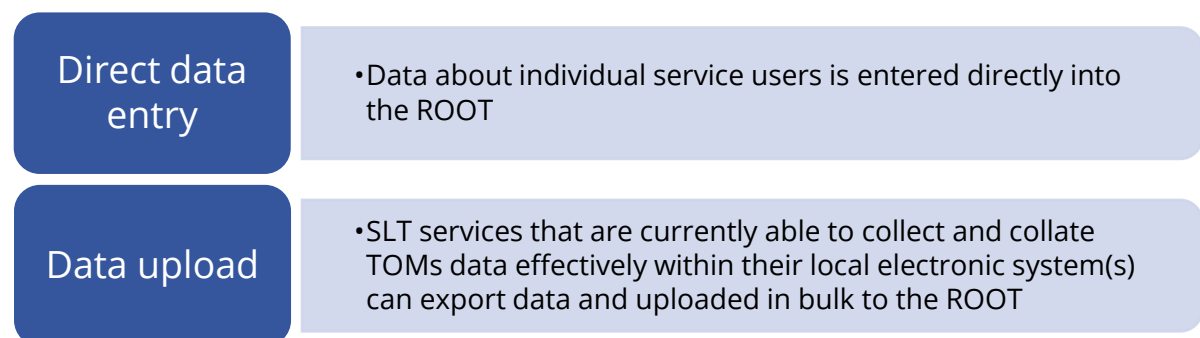 Direct data
entry
•Data about individual service users is entered directly into
the ROOT
Data upload
•SLT services that are currently able to collect and collate
TOMs data effectively within their local electronic system(s)
can export data and uploaded in bulk to the ROOT